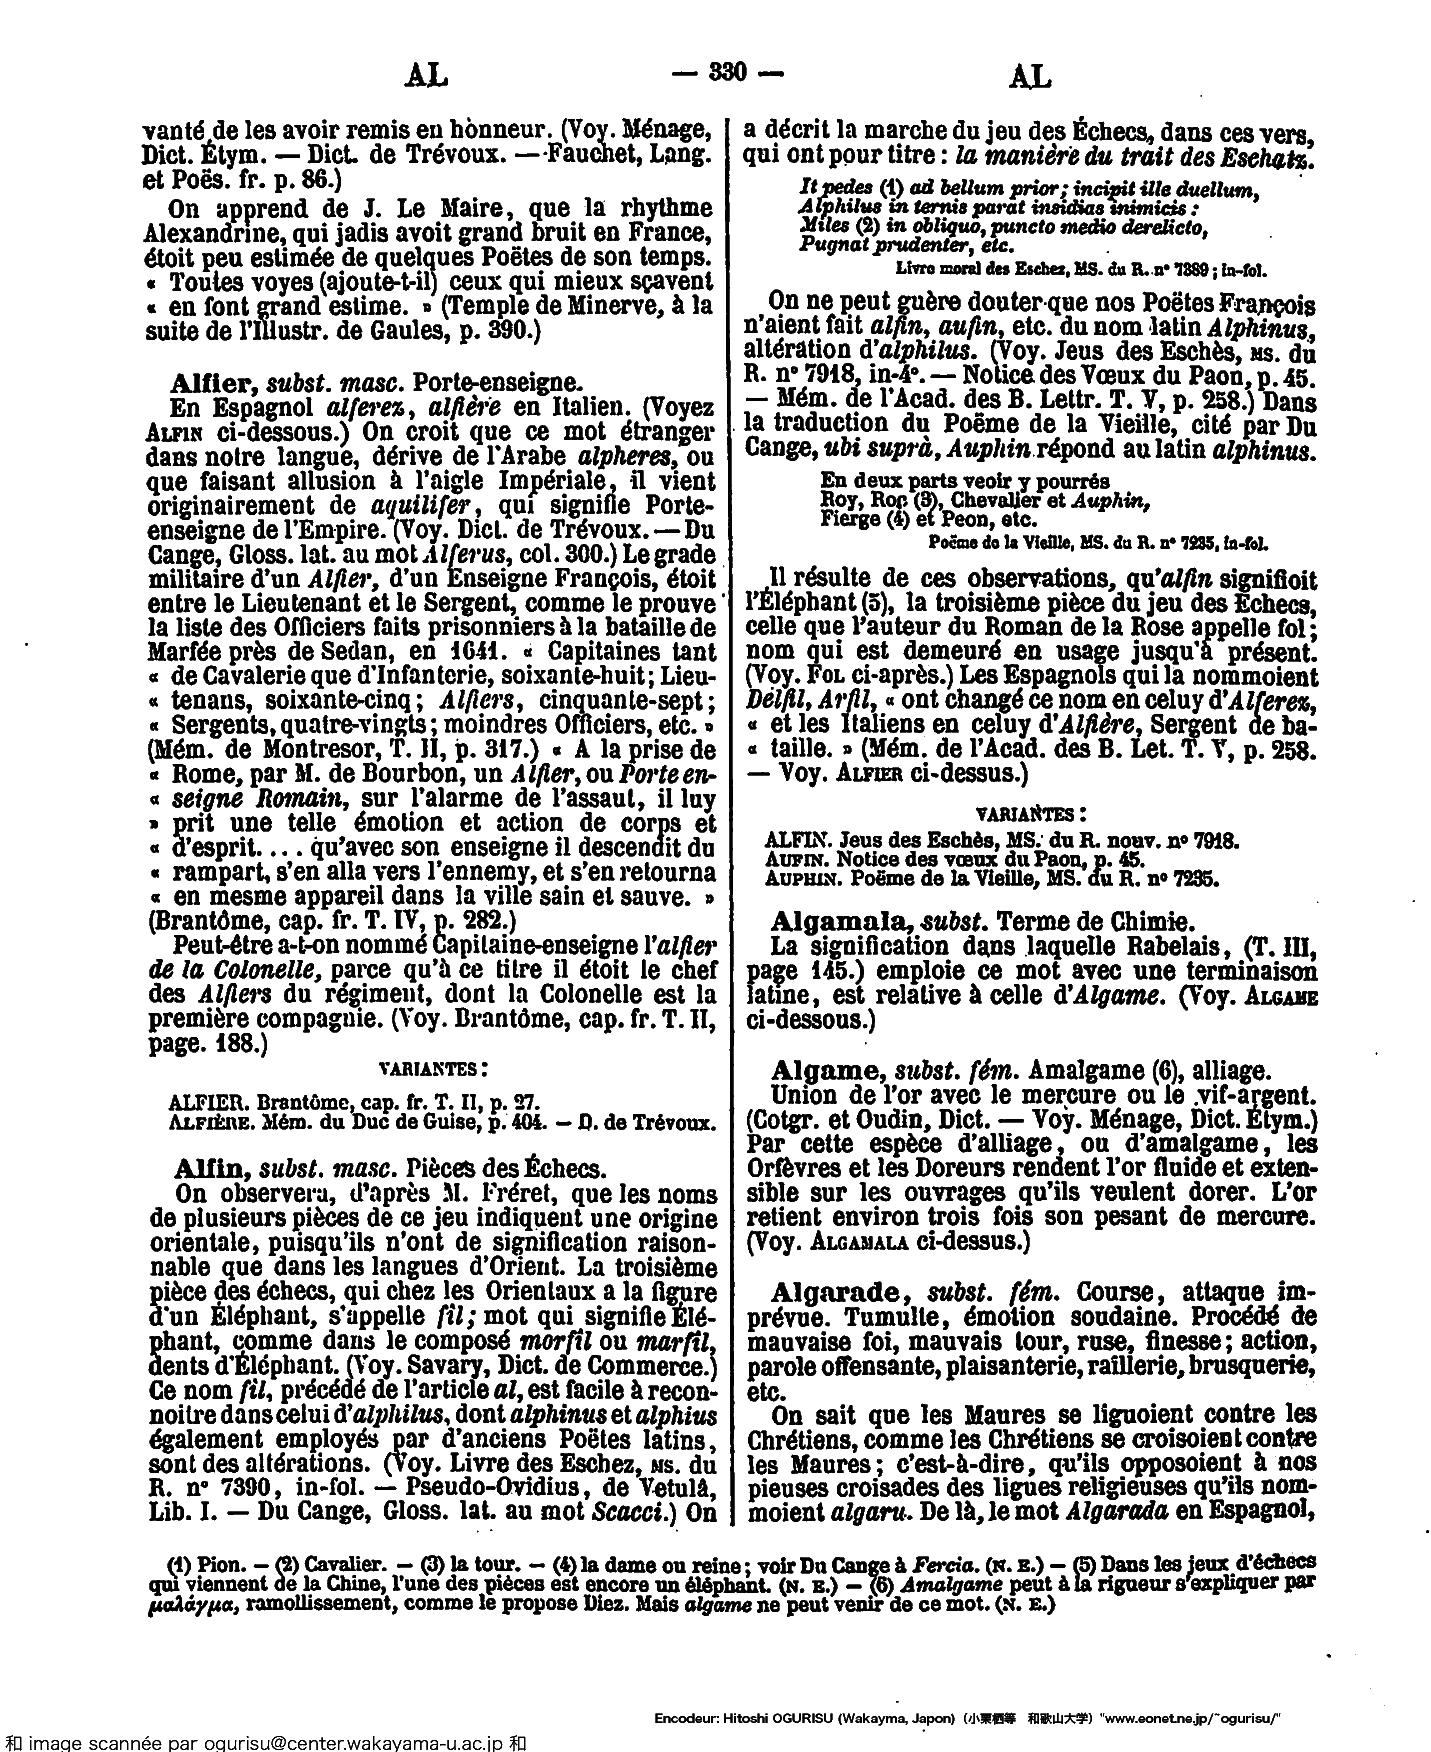 AL
— 330 —
AL
vanté de les avoir remis en honneur. (Voy. Ménage,
Dict. Étym. — Dict. de Trévoux. — Fauchet, Lang.
et Poës. fr. p. 86.)
On apprend de J. Le Maire, que la rhythme
Alexandrine, qui jadis avoit grand bruit en France,
étoit peu estimée de quelques Poëtes de son temps.
« Toutes voyes (ajoute-t-il) ceux qui mieux sçavent
« en font grand estime. » (Temple de Minerve, à la
suite de l'Illustr. de Gaules, p. 390.)
Alfier, subst. masc. Porte-enseigne.
En Espagnol alferez, alfière en Italien. (Voyez
ALFIN ci-dessous.) On croit que ce mot étranger
dans notre langue, dérive de l'Arabe alpheres, ou
que faisant allusion à l'aigle Impériale, il vient
originairement de aquilifer, qui signifie Porte-
enseigne de l'Empire. (Voy. Dict. de Trévoux. — Du
Cange, Gloss. lat. au mot Alferus, col. 300.) Le grade
militaire d'un Alfier, d'un Enseigne François, étoit
entre le Lieutenant et le Sergent, comme le prouve
la liste des Officiers faits prisonniers à la bataille de
Marfée près de Sedan, en 1641. « Capitaines tant
« de Cavalerie que d'Infanterie, soixante-huit; Lieu-
« tenans, soixante-cinq; Alfiers, cinquante-sept;
« Sergents, quatre-vingts; moindres Officiers, etc. »
(Mém. de Montresor, T. II, p. 317.) « A la prise de
« Rome, par M. de Bourbon, un Alfier, ou Porte en-
« seigne Romain, sur l'alarme de l'assaut, il luy
» prit une telle émotion et action de corps et
« d'esprit.... qu'avec son enseigne il descendit du
« rampart, s'en alla vers l'ennemy, et s'en retourna
« en mesme appareil dans la ville sain et sauve. »
(Brantôme, cap. fr. T. IV, p. 282.)
Peut-être a-t-on nommé Capitaine-enseigne l'alfier
de la Colonelle, parce qu'à ce titre il étoit le chef
des Alfiers du régiment, dont la Colonelle est la
première compagnie. (Voy. Brantôme, cap. fr. T. II,
page. 188.)
VARIANTES :
ALFIER. Brantôme, cap. fr. T. II, p. 27.
ALFIÈRE. Mém. du Duc de Guise, p. 404. — D. de Trévoux.
Alfin, subst. masc. Pièces des Échecs.
On observera, d'après M. Fréret, que les noms
de plusieurs pièces de ce jeu indiquent une origine
orientale, puisqu'ils n'ont de signification raison-
nable que dans les langues d'Orient. La troisième
pièce des échecs, qui chez les Orientaux a la figure
d'un Éléphant, s'appelle fil; mot qui signifie Élé-
phant, comme dans le composé morfil ou marfil,
dents d'Éléphant. (Voy. Savary, Dict. de Commerce.)
Ce nom fil, précédé de l'article al, est facile à recon-
noitre dans celui d'alphilus, dont alphinus et alphius
également employés par d'anciens Poëtes latins,
sont des altérations. (Voy. Livre des Eschez, MS. du
R. n° 7390, in-fol. — Pseudo-Ovidius, de Vetulâ,
Lib. I. — Du Cange, Gloss. lat. au mot Scacci.) On
a décrit la marche du jeu des Échecs, dans ces vers,
qui ont pour titre : la manière du trait des Eschatz.
It pedes (1) ad bellum prior; incipit ille duellum,
Alphilus in ternis parat insidias inimicis :
Miles (2) in obliquo, puncto medio derelicto,
Pugnat prudenter, etc.
Livre moral des Eschez, MS. du R. n° 7389; in-fol.
On ne peut guère douter que nos Poëtes François
n'aient fait alfin, aufin, etc. du nom latin Alphinus,
altération d'alphilus. (Voy. Jeus des Eschès, MS. du
R. n° 7918, in-4°. — Notice des Vœux du Paon, p. 45.
— Mém. de l'Acad. des B. Lettr. T. V, p. 258.) Dans
la traduction du Poëme de la Vieille, cité par Du
Cange, ubi suprà, Auphin répond au latin alphinus.
En deux parts veoir y pourrés
Roy, Roc (3), Chevalier et Auphin,
Fierge (4) et Peon, etc.
Poëme de la Vieille, MS. du R. n° 7235, in-fol.
Il résulte de ces observations, qu'alfin signifioit
l'Éléphant (5), la troisième pièce du jeu des Echecs,
celle que l'auteur du Roman de la Rose appelle fol;
nom qui est demeuré en usage jusqu'à présent.
(Voy. FOL ci-après.) Les Espagnols qui la nommoient
Delfil, Arfil, « ont changé ce nom en celuy d'Alferez,
« et les Italiens en celuy d'Alfière, Sergent de ba-
« taille. » (Mém. de l'Acad. des B. Let. T. V, p. 258.
— Voy. ALFIER ci-dessus.)
VARIANTES :
ALFIN. Jeus des Eschès, MS. du R. nouv. n° 7918.
AUFIN. Notice des vœux du Paon, p. 45.
AUPHIN. Poëme de la Vieille, MS. du R. n° 7235.
Algamala, subst. Terme de Chimie.
La signification dans laquelle Rabelais, (T. III,
page 145.) emploie ce mot avec une terminaison
latine, est relative à celle d'Algame. (Voy. ALGAME
ci-dessous.)
Algame, subst. fém. Amalgame (6), alliage.
Union de l'or avec le mercure ou le vif-argent.
(Cotgr. et Oudin, Dict. — Voy. Ménage, Dict. Étym.)
Par cette espèce d'alliage, ou d'amalgame, les
Orfèvres et les Doreurs rendent l'or fluide et exten-
sible sur les ouvrages qu'ils veulent dorer. L'or
retient environ trois fois son pesant de mercure.
(Voy. ALGAMALA ci-dessus.)
Algarade, subst. fém. Course, attaque im-
prévue. Tumulte, émotion soudaine. Procédé de
mauvaise foi, mauvais tour, ruse, finesse; action,
parole offensante, plaisanterie, raillerie, brusquerie,
etc.
On sait que les Maures se liguoient contre les
Chrétiens, comme les Chrétiens se croisoient contre
les Maures; c'est-à-dire, qu'ils opposoient à nos
pieuses croisades des ligues religieuses qu'ils nom-
moient algaru. De là, le mot Algarada en Espagnol,
(1) Pion. — (2) Cavalier. — (3) la tour. — (4) la dame ou reine; voir Du Cange à Fercia. (N. E.) — (5) Dans les jeux d'échecs
qui viennent de la Chine, l'une des pièces est encore un éléphant. (N. E.) — (6) Amalgame peut à la rigueur s'expliquer par
μαλάγμα, ramollissement, comme le propose Diez. Mais algame ne peut venir de ce mot. (N. E.)
Encodeur: Hitoshi OGURISU (Wakayma, Japon) (小栗栖等 和歌山大学) "www.eonet.ne.jp/~ogurisu/"
和 image scannée par ogurisu@center.wakayama-u.ac.jp 和